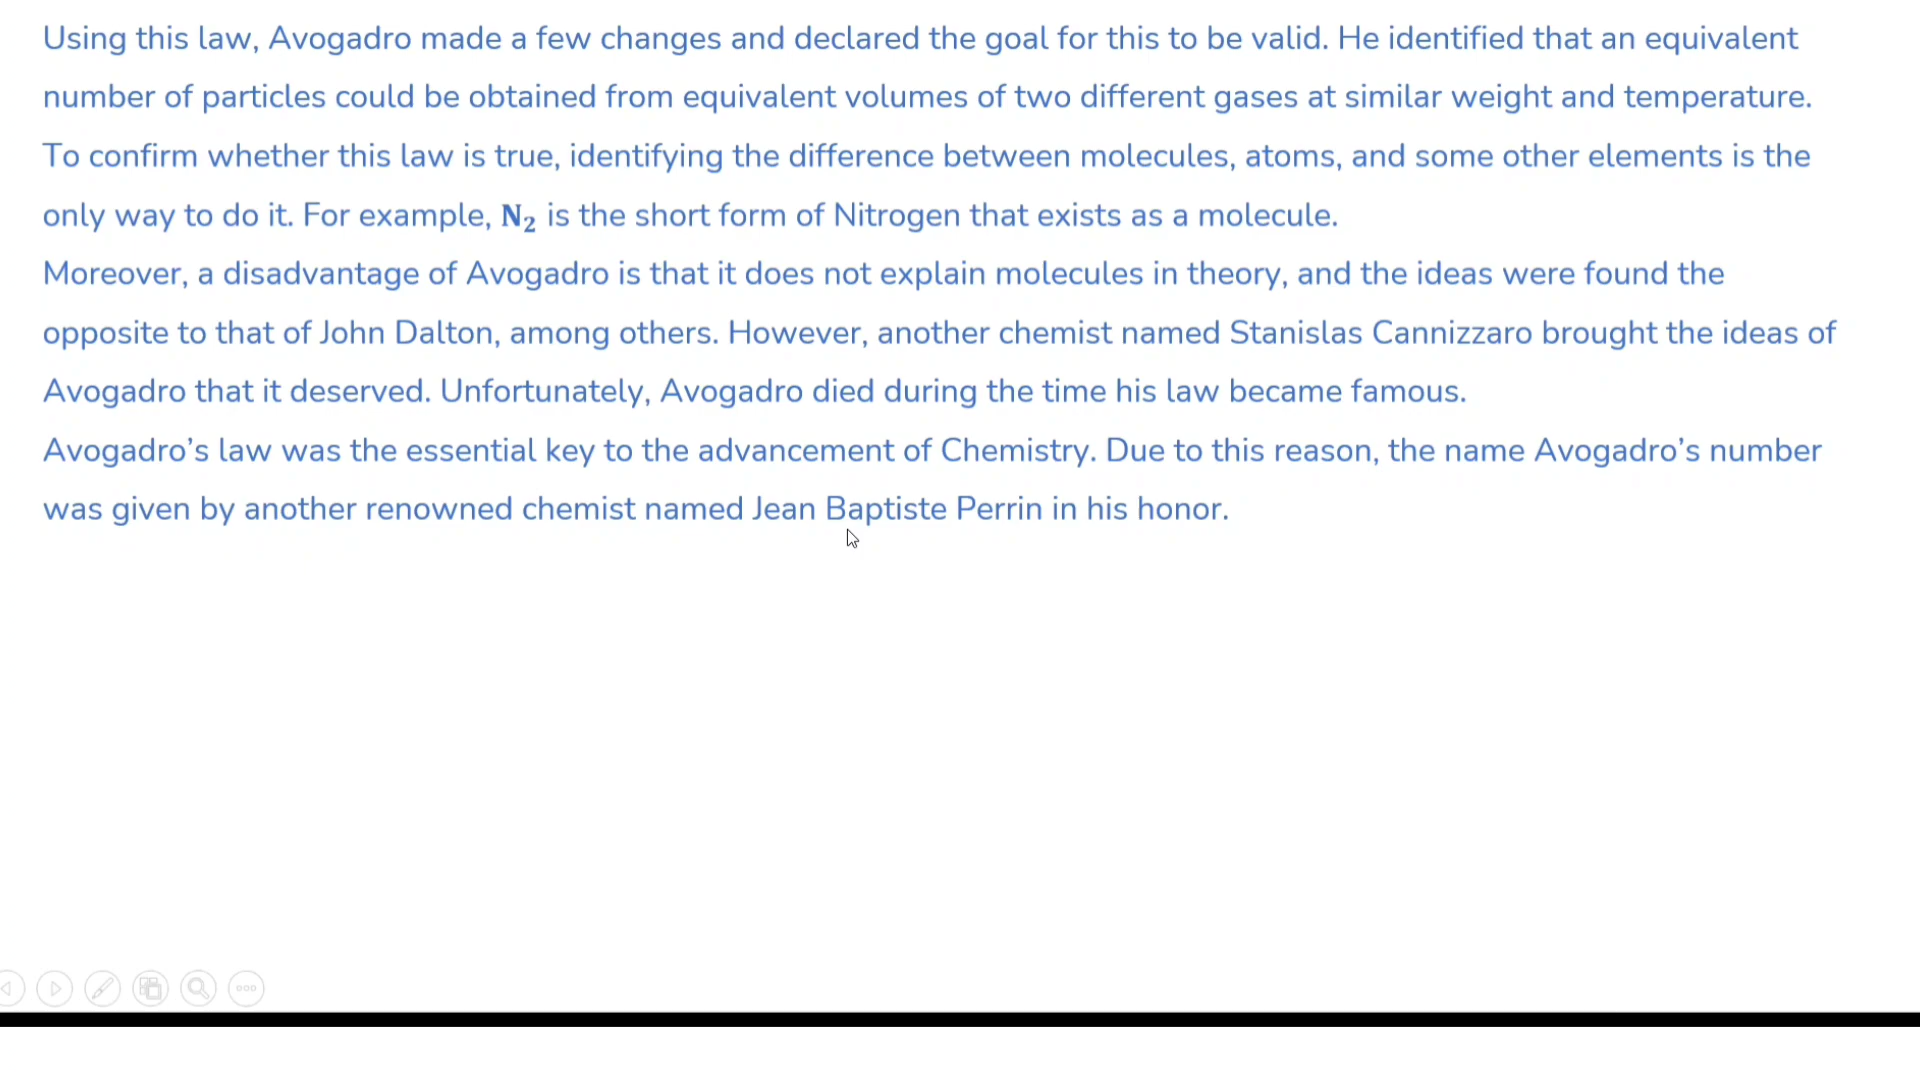 Using this law, Avogadro made a few changes and declared the goal for this to be valid. He identified that an equivalent
number of particles could be obtained from equivalent volumes of two different gases at similar weight and temperature.
To confirm whether this law is true, identifying the difference between molecules, atoms, and some other elements is the
only way to do it. For example, N₂ is the short form of Nitrogen that exists as a molecule.
Moreover, a disadvantage of Avogadro is that it does not explain molecules in theory, and the ideas were found the
opposite to that of John Dalton, among others. However, another chemist named Stanislas Cannizzaro brought the ideas of
Avogadro that it deserved. Unfortunately, Avogadro died during the time his law became famous.
Avogadro’s law was the essential key to the advancement of Chemistry. Due to this reason, the name Avogadro’s number
was given by another renowned chemist named Jean Baptiste Perrin in his honor.